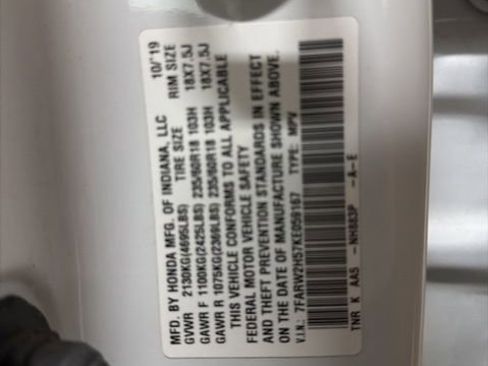 MFD. BY HONDA MFG. OF INDIANA, LLC 10/'19
TIRE SIZE RIM SIZE
GVWR 2130KG(4695LBS)
GAWR F 1100KG(2425LBS) 235/60R18 103H 18X7.5J
GAWR R 1075KG(2369LBS) 235/60R18 103H 18X7.5J
THIS VEHICLE CONFORMS TO ALL APPLICABLE
FEDERAL MOTOR VEHICLE SAFETY
AND THEFT PREVENTION STANDARDS IN EFFECT
ON THE DATE OF MANUFACTURE SHOWN ABOVE.
V.I.N.: 7FARW2H57KE059167 TYPE: MPV
TNR K AAS -NH883P -A-E